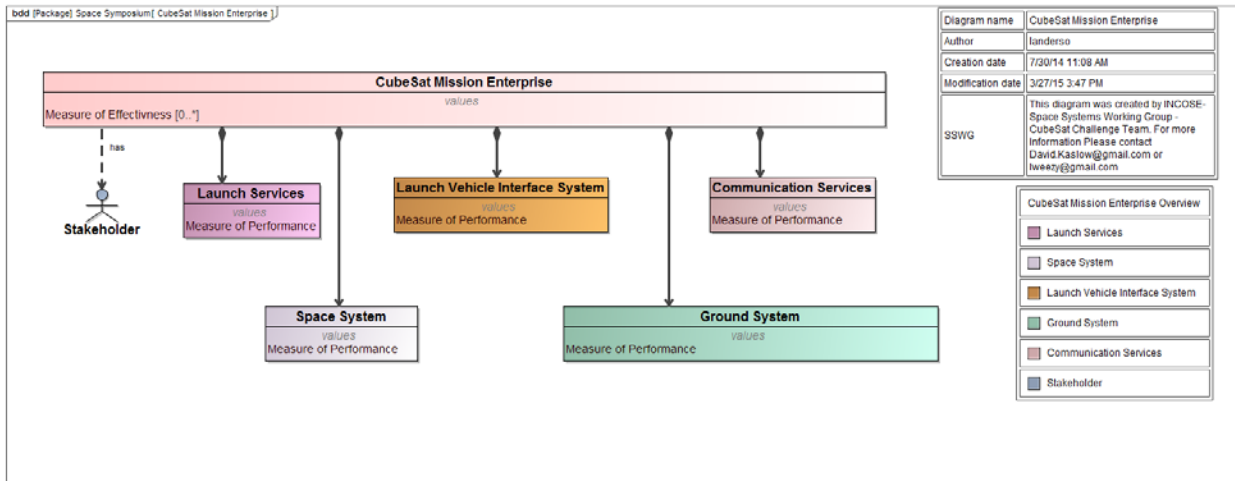 bdd [Package] Space Symposium[ CubeSat Mission Enterprise ]
Diagram name CubeSat Mission Enterprise
Author landerso
Creation date 7/30/14 11:08 AM
Modification date 3/27/15 3:47 PM
SSWG
This diagram was created by INCOSE-
Space Systems Working Group -
CubeSat Challenge Team. For more
Information Please contact
David.Kaslow@gmail.com or
lweezy@gmail.com
CubeSat Mission Enterprise
values
Measure of Effectivness [0..*]
has
Stakeholder
Launch Services
values
Measure of Performance
Launch Vehicle Interface System
values
Measure of Performance
Communication Services
values
Measure of Performance
Space System
values
Measure of Performance
Ground System
values
Measure of Performance
CubeSat Mission Enterprise Overview
Launch Services
Space System
Launch Vehicle Interface System
Ground System
Communication Services
Stakeholder